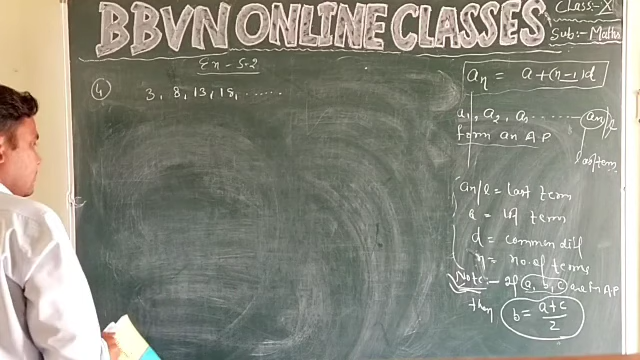 BBVN ONLINE CLASSES
Class:- X
Sub:- Maths
Ex - 5.2
④ 3, 8, 13, 18, ......
aₙ = a + (n-1)d
a₁, a₂, a₃ ........ aₙ/l
form an A.P
last term
an/l = last term
a = 1st term
d = common diff
n = no. of terms
Note:- If a, b, c are in AP
then b = a+c/2